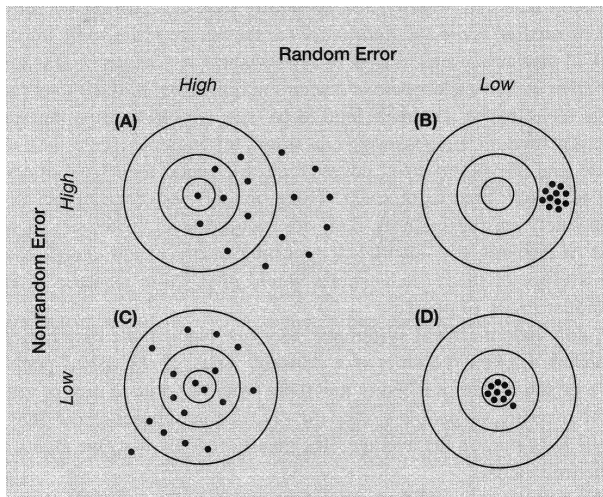 Random Error
High
Low
(A)
(B)
Nonrandom Error
High
(C)
(D)
Low